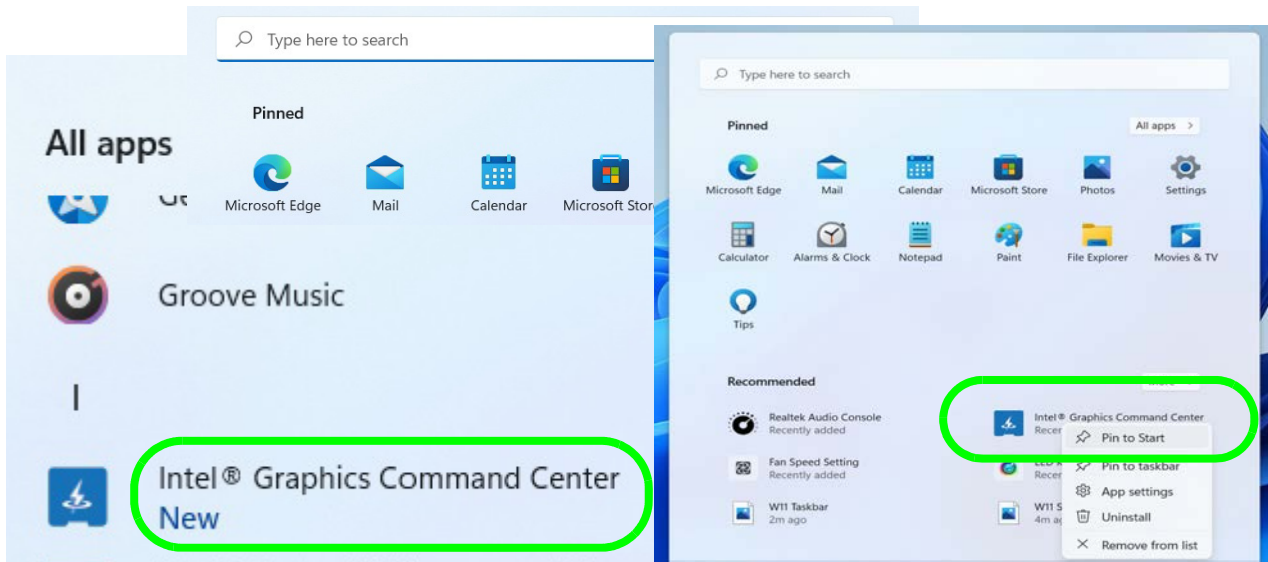 Type here to search
Pinned
Microsoft Edge
Mail
Calendar
All apps
Groove Music
I
Intel® Graphics Command Center
New
Type here to search
Pinned
All apps >
Microsoft Edge
Mail
Calendar
Microsoft Store
Photos
Settings
Calculator
Alarms & Clock
Notepad
Paint
File Explorer
Movies & TV
Tips
Recommended
Realtek Audio Console
Recently added
Intel® Graphics Command Center
Pin to Start
Fan Speed Setting
Recently added
Pin to taskbar
App settings
W11 Taskbar
2m ago
Uninstall
Remove from list